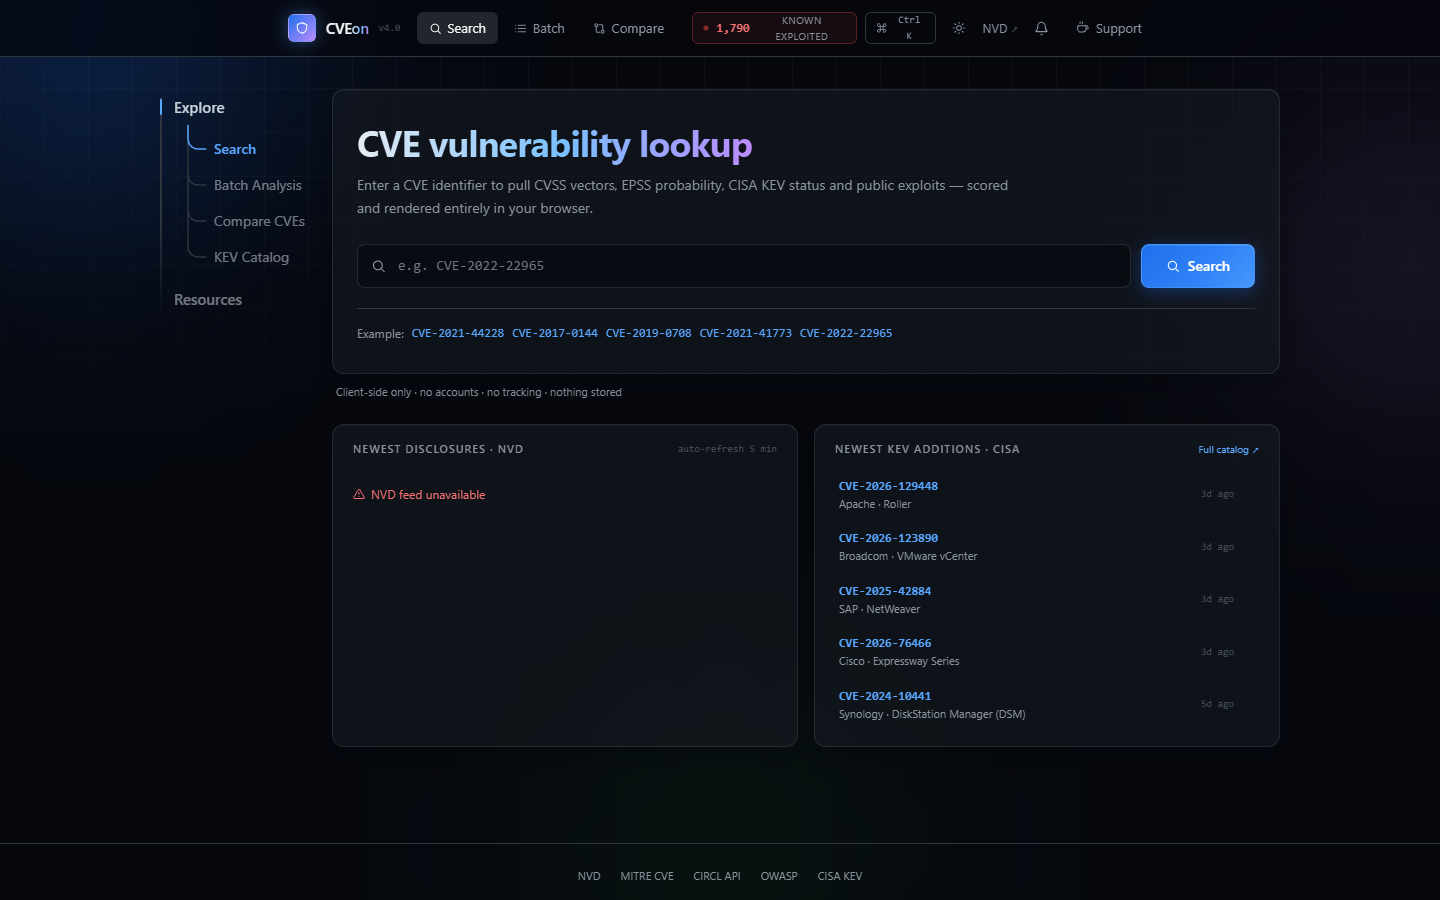 CVEon v4.0 Search Batch Compare 1,790 KNOWN EXPLOITED ⌘ Ctrl K NVD ↗ Support
Explore
Search
Batch Analysis
Compare CVEs
KEV Catalog
Resources
CVE vulnerability lookup
Enter a CVE identifier to pull CVSS vectors, EPSS probability, CISA KEV status and public exploits — scored
and rendered entirely in your browser.
e.g. CVE-2022-22965
Search
Example: CVE-2021-44228 CVE-2017-0144 CVE-2019-0708 CVE-2021-41773 CVE-2022-22965
Client-side only · no accounts · no tracking · nothing stored
NEWEST DISCLOSURES · NVD auto-refresh 5 min
NVD feed unavailable
NEWEST KEV ADDITIONS · CISA Full catalog ↗
CVE-2026-129448 3d ago
Apache · Roller
CVE-2026-123890 3d ago
Broadcom · VMware vCenter
CVE-2025-42884 3d ago
SAP · NetWeaver
CVE-2026-76466 3d ago
Cisco · Expressway Series
CVE-2024-10441 5d ago
Synology · DiskStation Manager (DSM)
NVD MITRE CVE CIRCL API OWASP CISA KEV